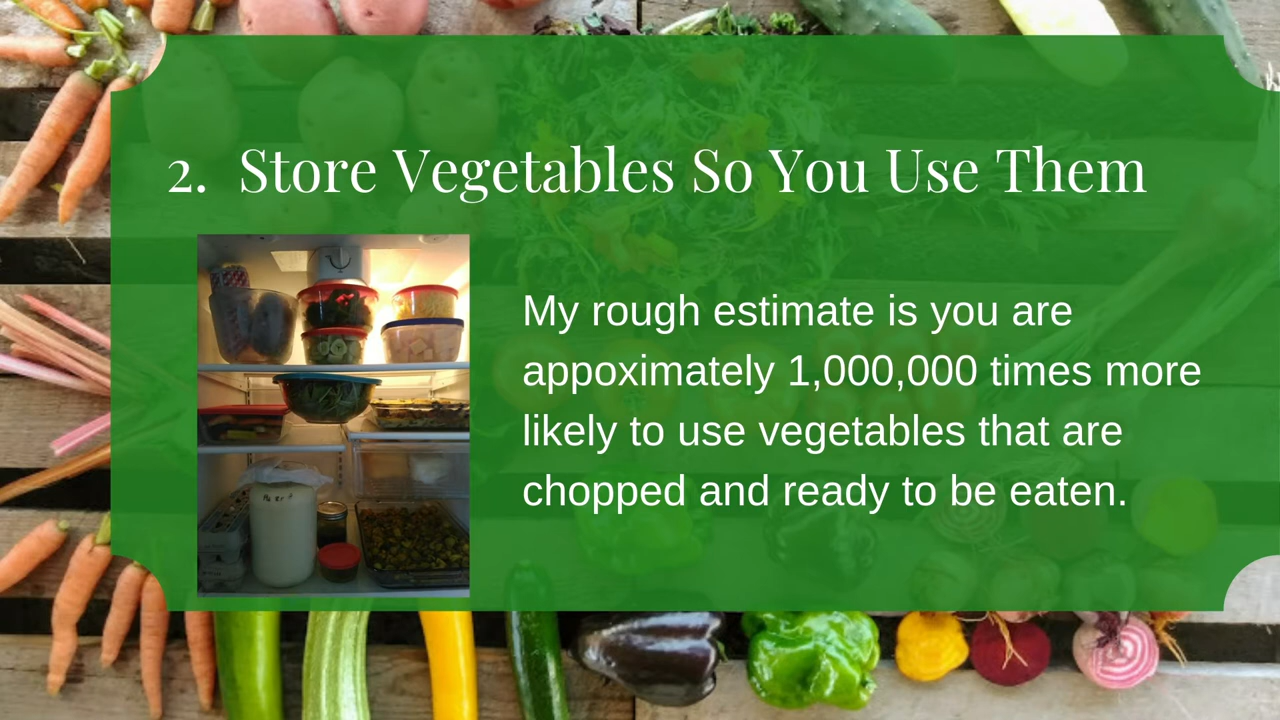 2. Store Vegetables So You Use Them
My rough estimate is you are
appoximately 1,000,000 times more
likely to use vegetables that are
chopped and ready to be eaten.